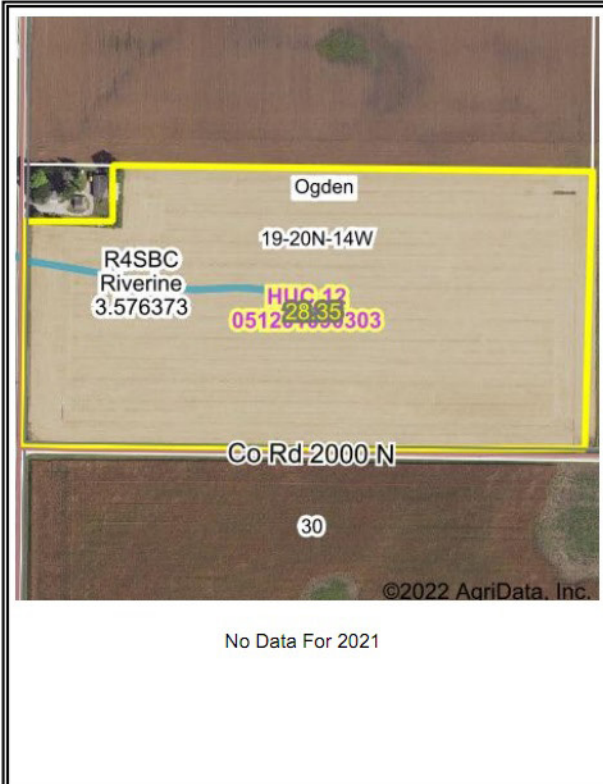 Ogden
19-20N-14W
R4SBC
Riverine
3.576373
HUC 12
28.35
Co Rd 2000 N
30
©2022 AgriData, Inc.
No Data For 2021